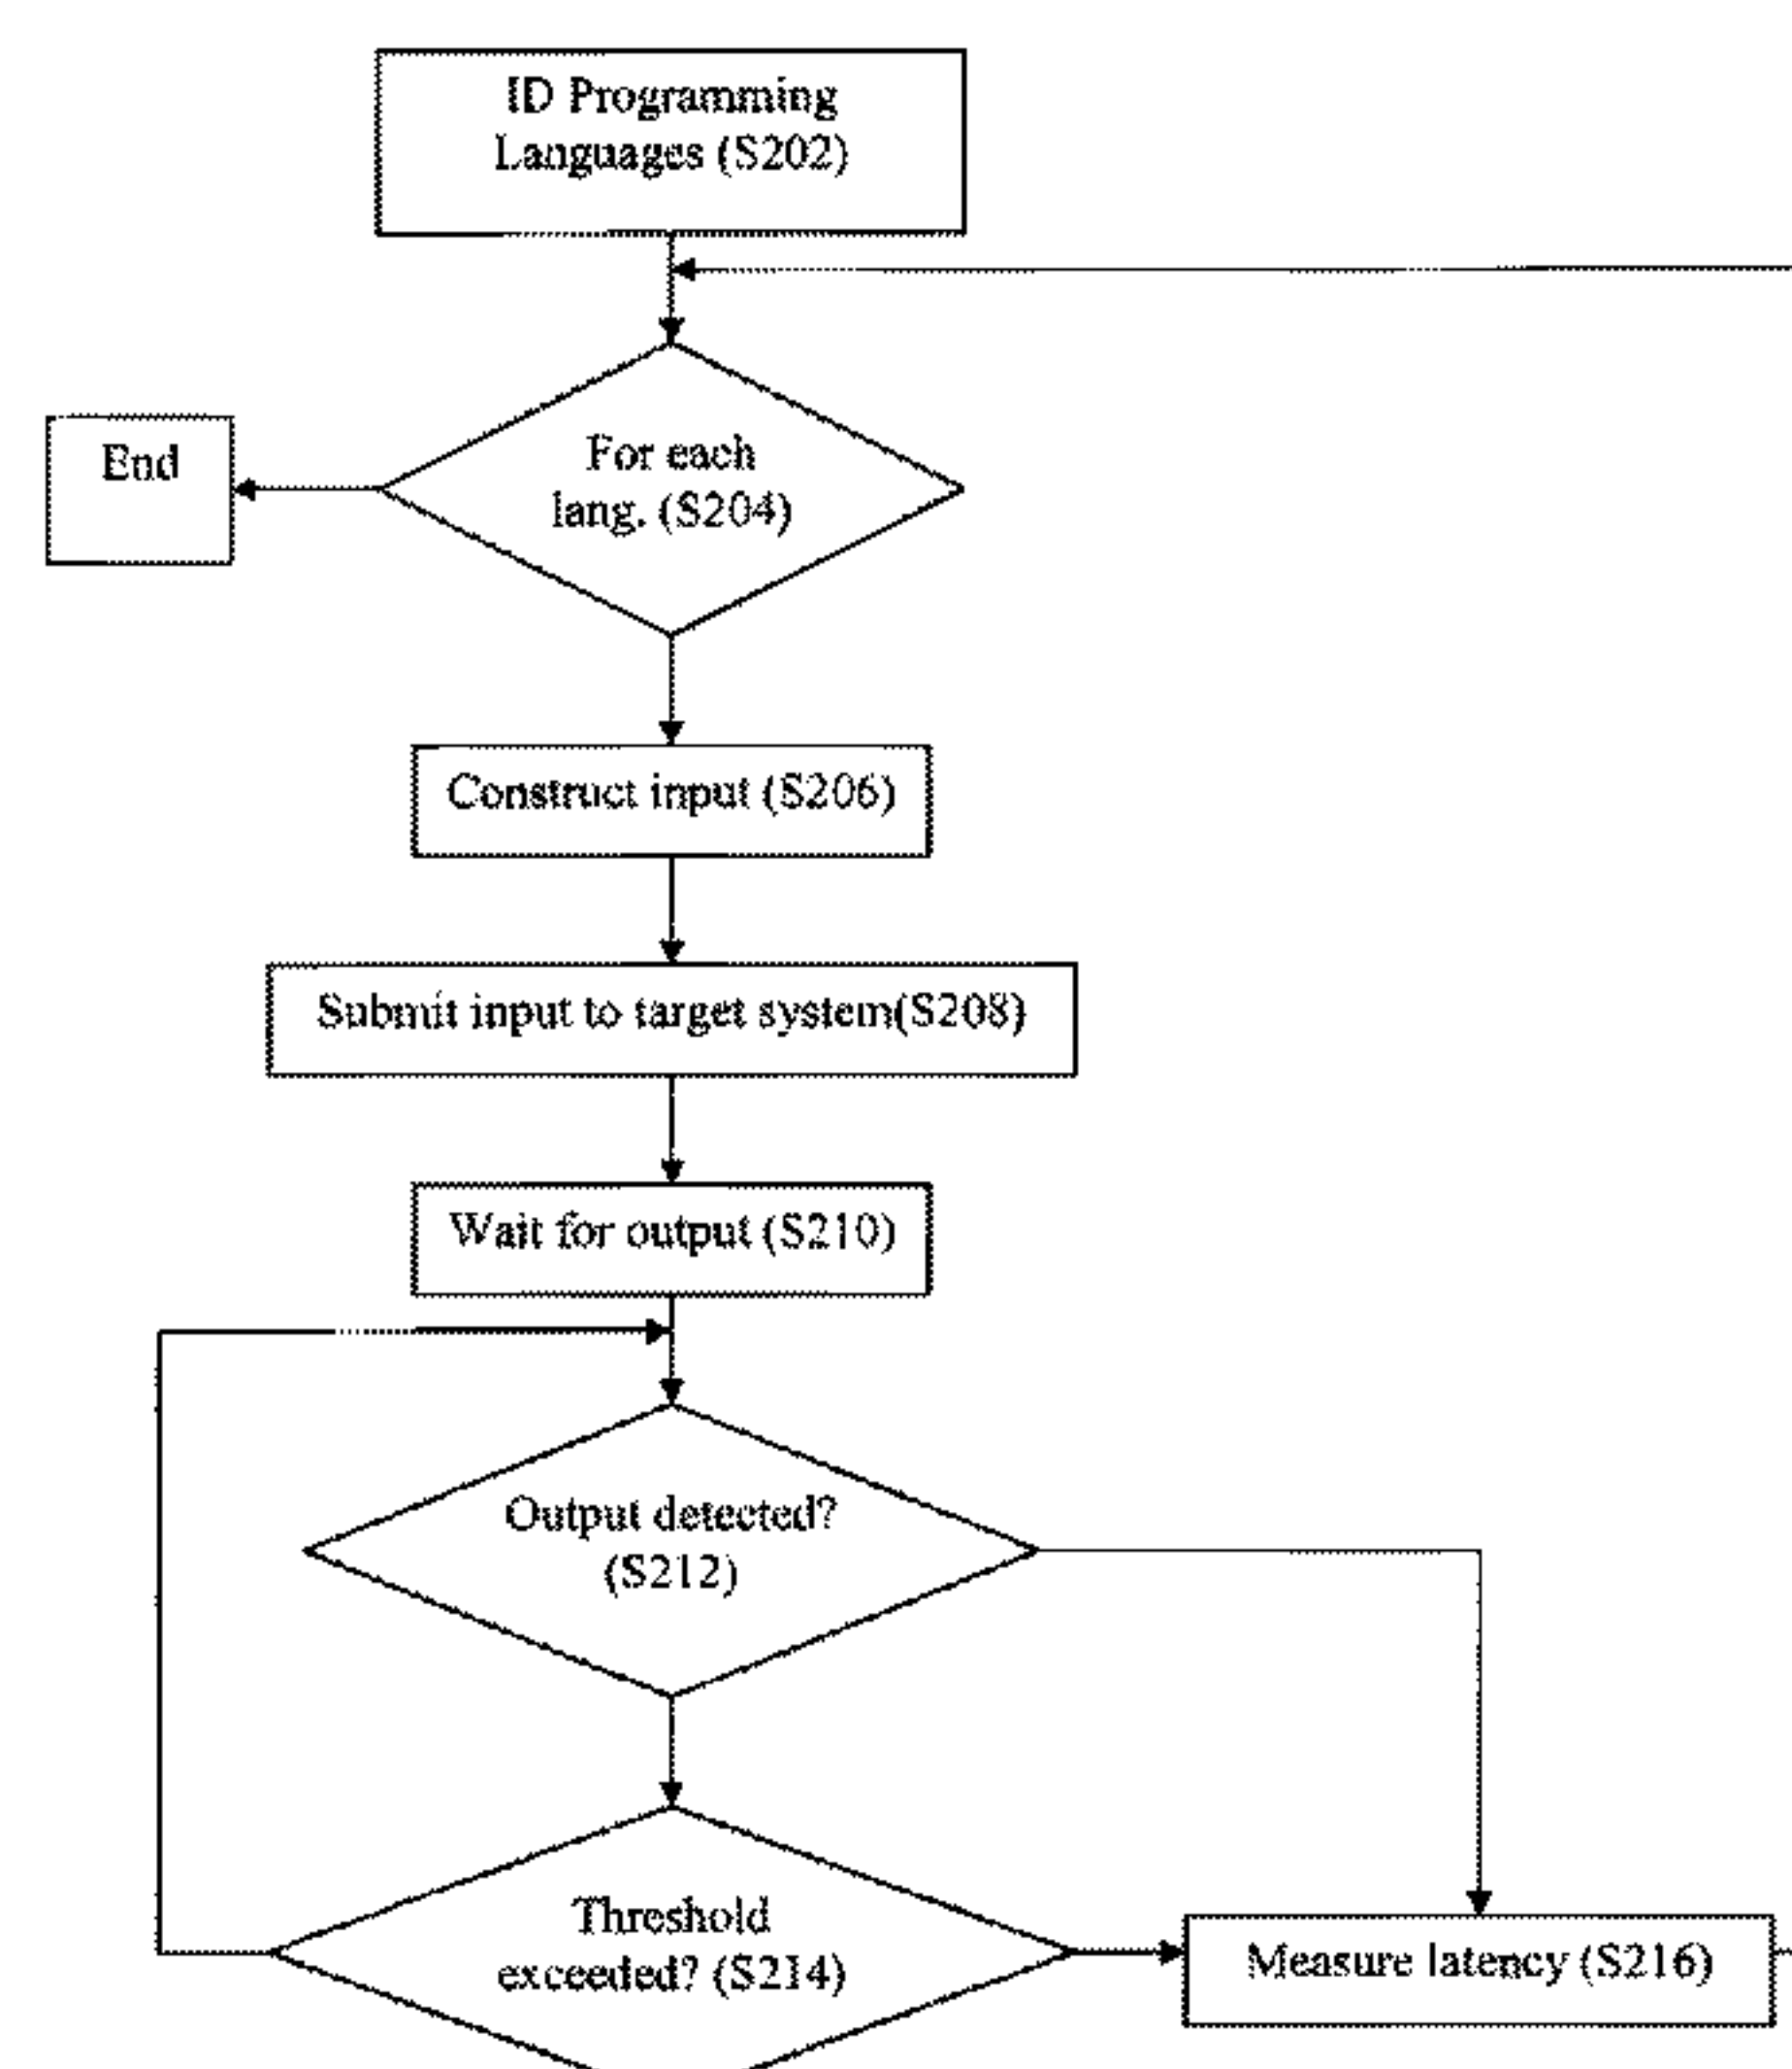 ID Programming
Languages (S202)
End
For each
lang. (S204)
Construct input (S206)
Submit input to target system(S208)
Wait for output (S210)
Output detected?
(S212)
Threshold
exceeded? (S214)
Measure latency (S216)